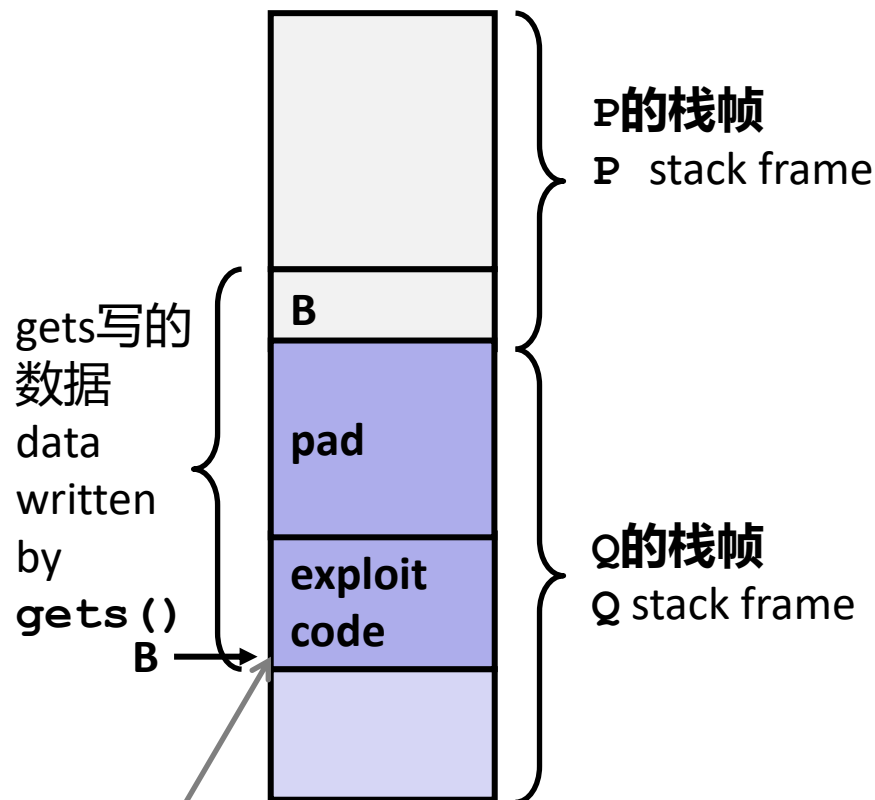 P的栈帧
P stack frame
B
gets写的
数据
data
written
by
gets()
B
pad
exploit
code
Q的栈帧
Q stack frame